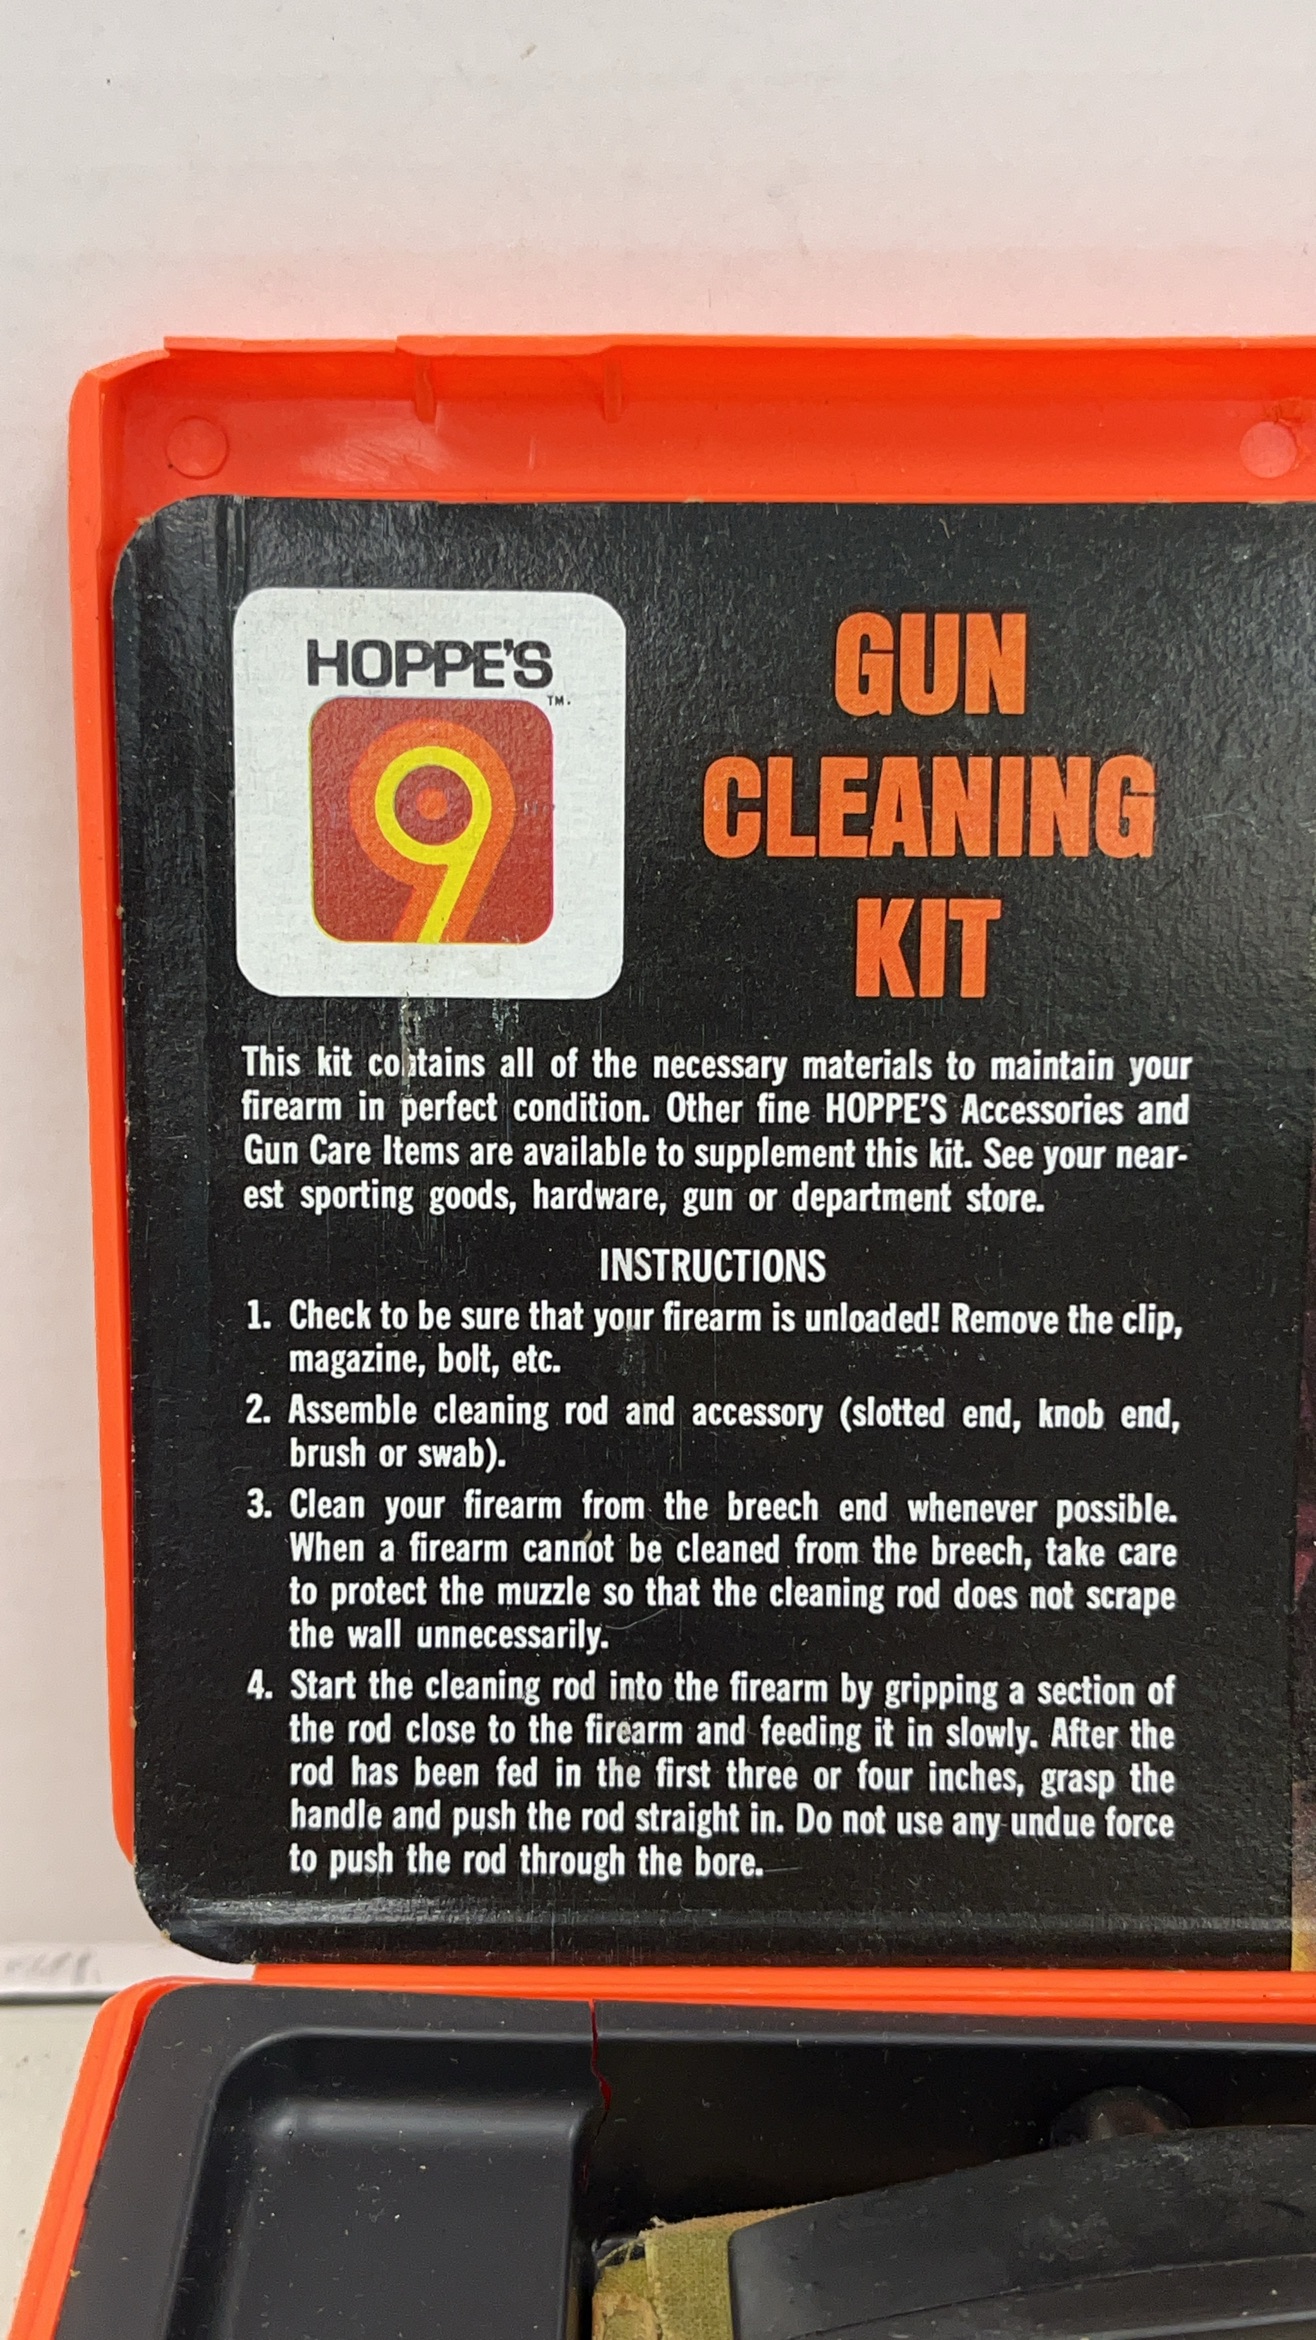 HOPPE'S
TM.
9
GUN
CLEANING
KIT
This kit contains all of the necessary materials to maintain your
firearm in perfect condition. Other fine HOPPE'S Accessories and
Gun Care Items are available to supplement this kit. See your near-
est sporting goods, hardware, gun or department store.
INSTRUCTIONS
1. Check to be sure that your firearm is unloaded! Remove the clip,
magazine, bolt, etc.
2. Assemble cleaning rod and accessory (slotted end, knob end,
brush or swab).
3. Clean your firearm from the breech end whenever possible.
When a firearm cannot be cleaned from the breech, take care
to protect the muzzle so that the cleaning rod does not scrape
the wall unnecessarily.
4. Start the cleaning rod into the firearm by gripping a section of
the rod close to the firearm and feeding it in slowly. After the
rod has been fed in the first three or four inches, grasp the
handle and push the rod straight in. Do not use any undue force
to push the rod through the bore.